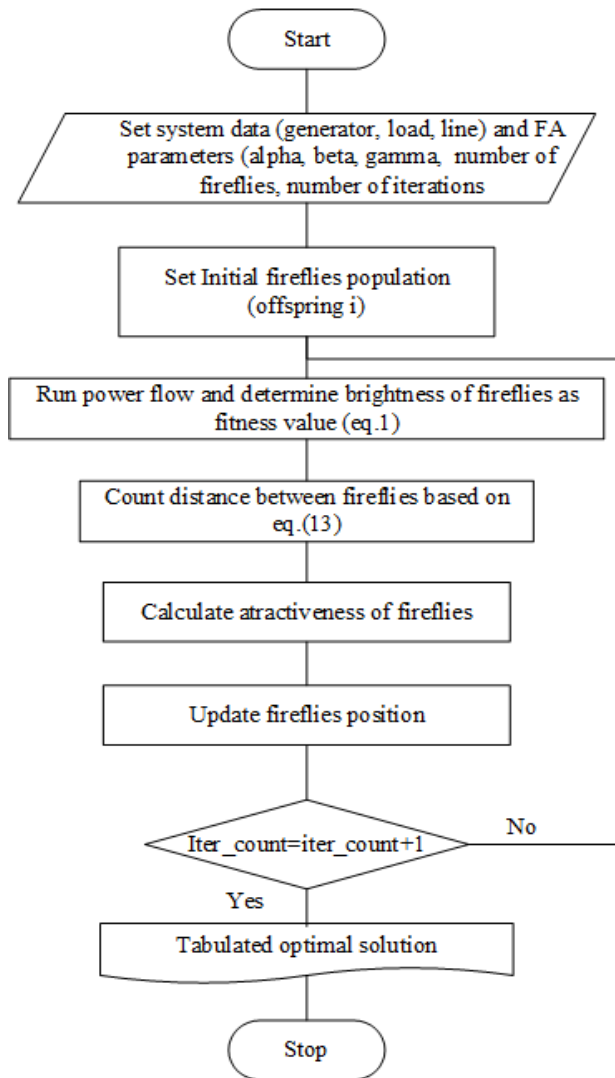 Start
Set system data (generator, load, line) and FA
parameters (alpha, beta, gamma, number of
fireflies, number of iterations
Set Initial fireflies population
(offspring i)
Run power flow and determine brightness of fireflies as
fitness value (eq.1)
Count distance between fireflies based on
eq.(13)
Calculate atractiveness of fireflies
Update fireflies position
Iter_count=iter_count+1
No
Yes
Tabulated optimal solution
Stop